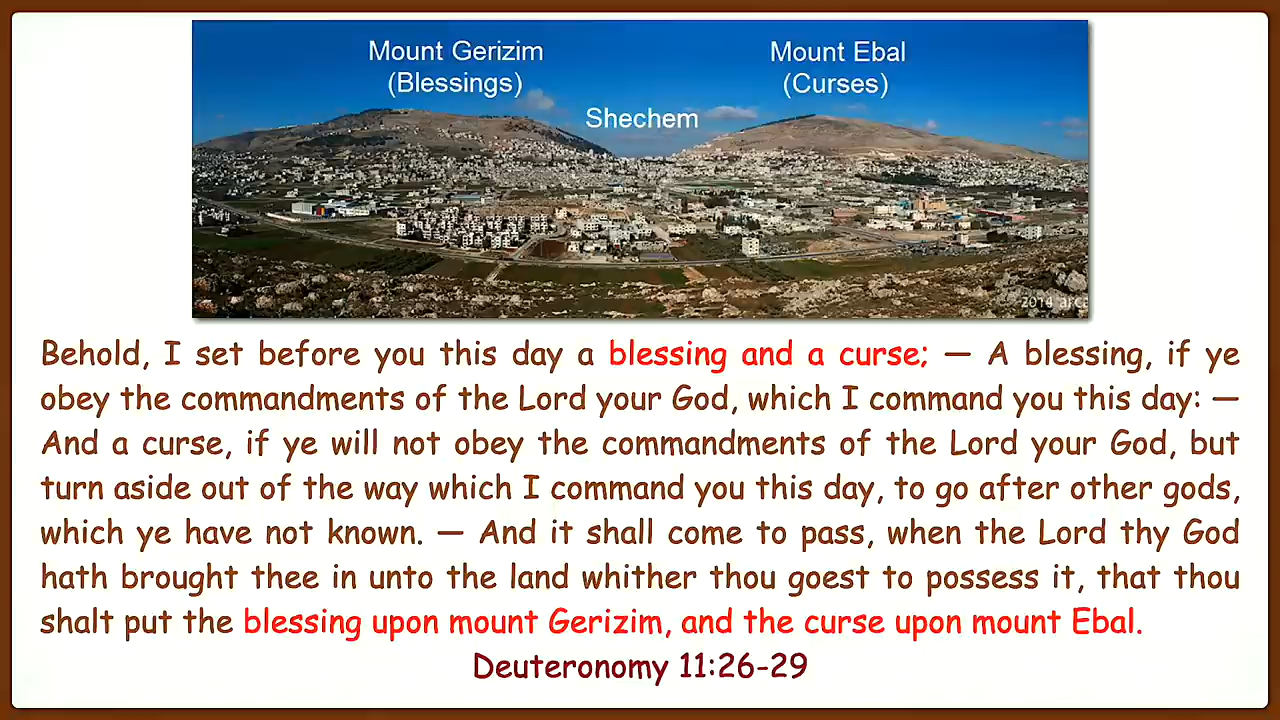 Mount Gerizim
(Blessings)
Mount Ebal
(Curses)
Shechem
2014 arca
Behold, I set before you this day a blessing and a curse; — A blessing, if ye
obey the commandments of the Lord your God, which I command you this day: —
And a curse, if ye will not obey the commandments of the Lord your God, but
turn aside out of the way which I command you this day, to go after other gods,
which ye have not known. — And it shall come to pass, when the Lord thy God
hath brought thee in unto the land whither thou goest to possess it, that thou
shalt put the blessing upon mount Gerizim, and the curse upon mount Ebal.
Deuteronomy 11:26-29